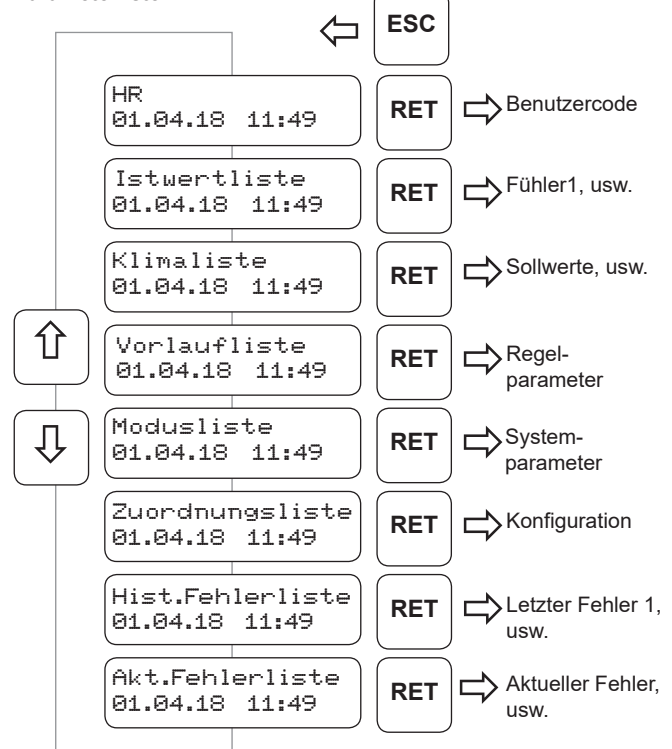 ESC
HR
01.04.18 11:49
RET
Benutzercode
Istwertliste
01.04.18 11:49
RET
Fühler1, usw.
Klimaliste
01.04.18 11:49
RET
Sollwerte, usw.
Vorlaufliste
01.04.18 11:49
RET
Regel-
parameter
Modusliste
01.04.18 11:49
RET
System-
parameter
Zuordnungsliste
01.04.18 11:49
RET
Konfiguration
Hist.Fehlerliste
01.04.18 11:49
RET
Letzter Fehler 1,
usw.
Akt.Fehlerliste
01.04.18 11:49
RET
Aktueller Fehler,
usw.